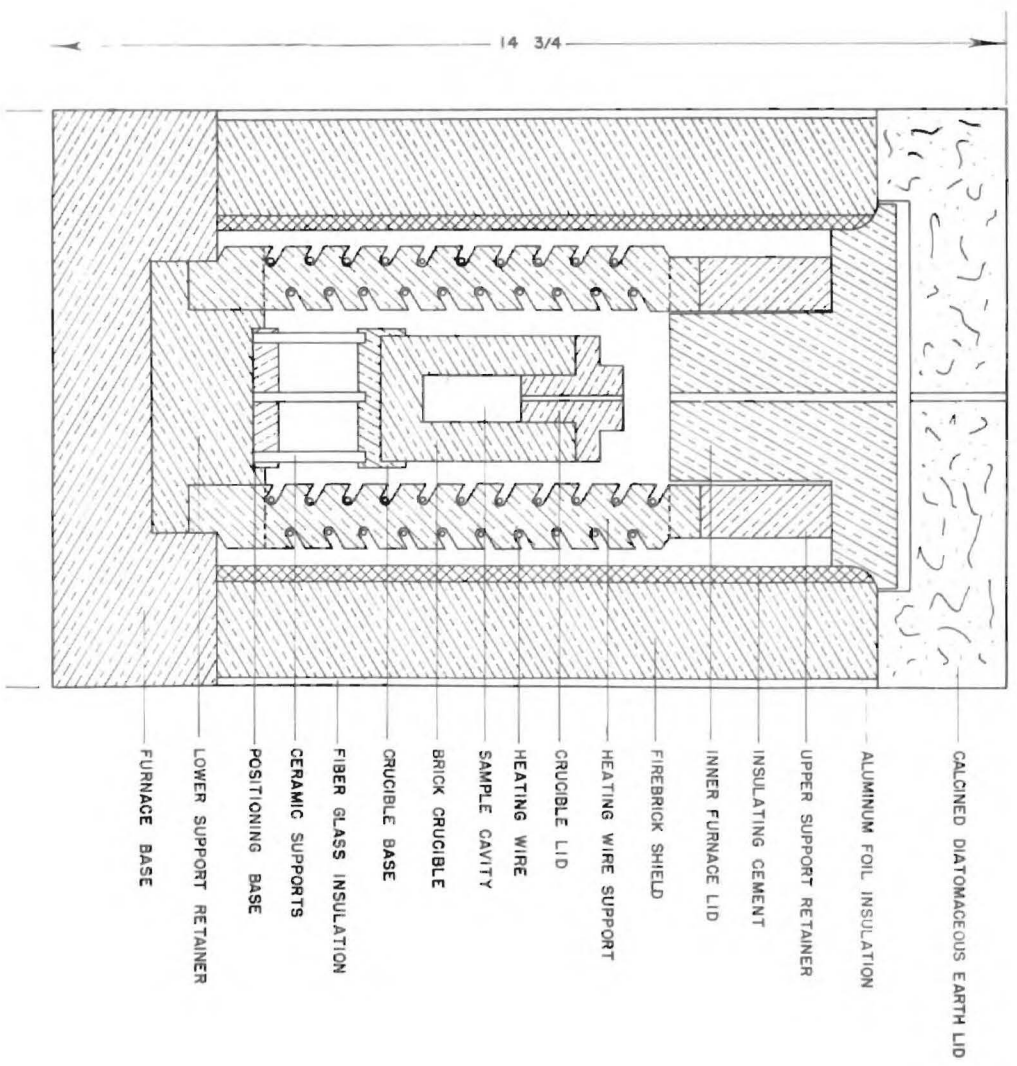 14 3/4
CALCINED DIATOMACEOUS EARTH LID
ALUMINUM FOIL INSULATION
UPPER SUPPORT RETAINER
INSULATING CEMENT
INNER FURNACE LID
FIREBRICK SHIELD
HEATING WIRE SUPPORT
CRUCIBLE LID
HEATING WIRE
SAMPLE CAVITY
BRICK CRUCIBLE
CRUCIBLE BASE
FIBER GLASS INSULATION
CERAMIC SUPPORTS
POSITIONING BASE
LOWER SUPPORT RETAINER
FURNACE BASE